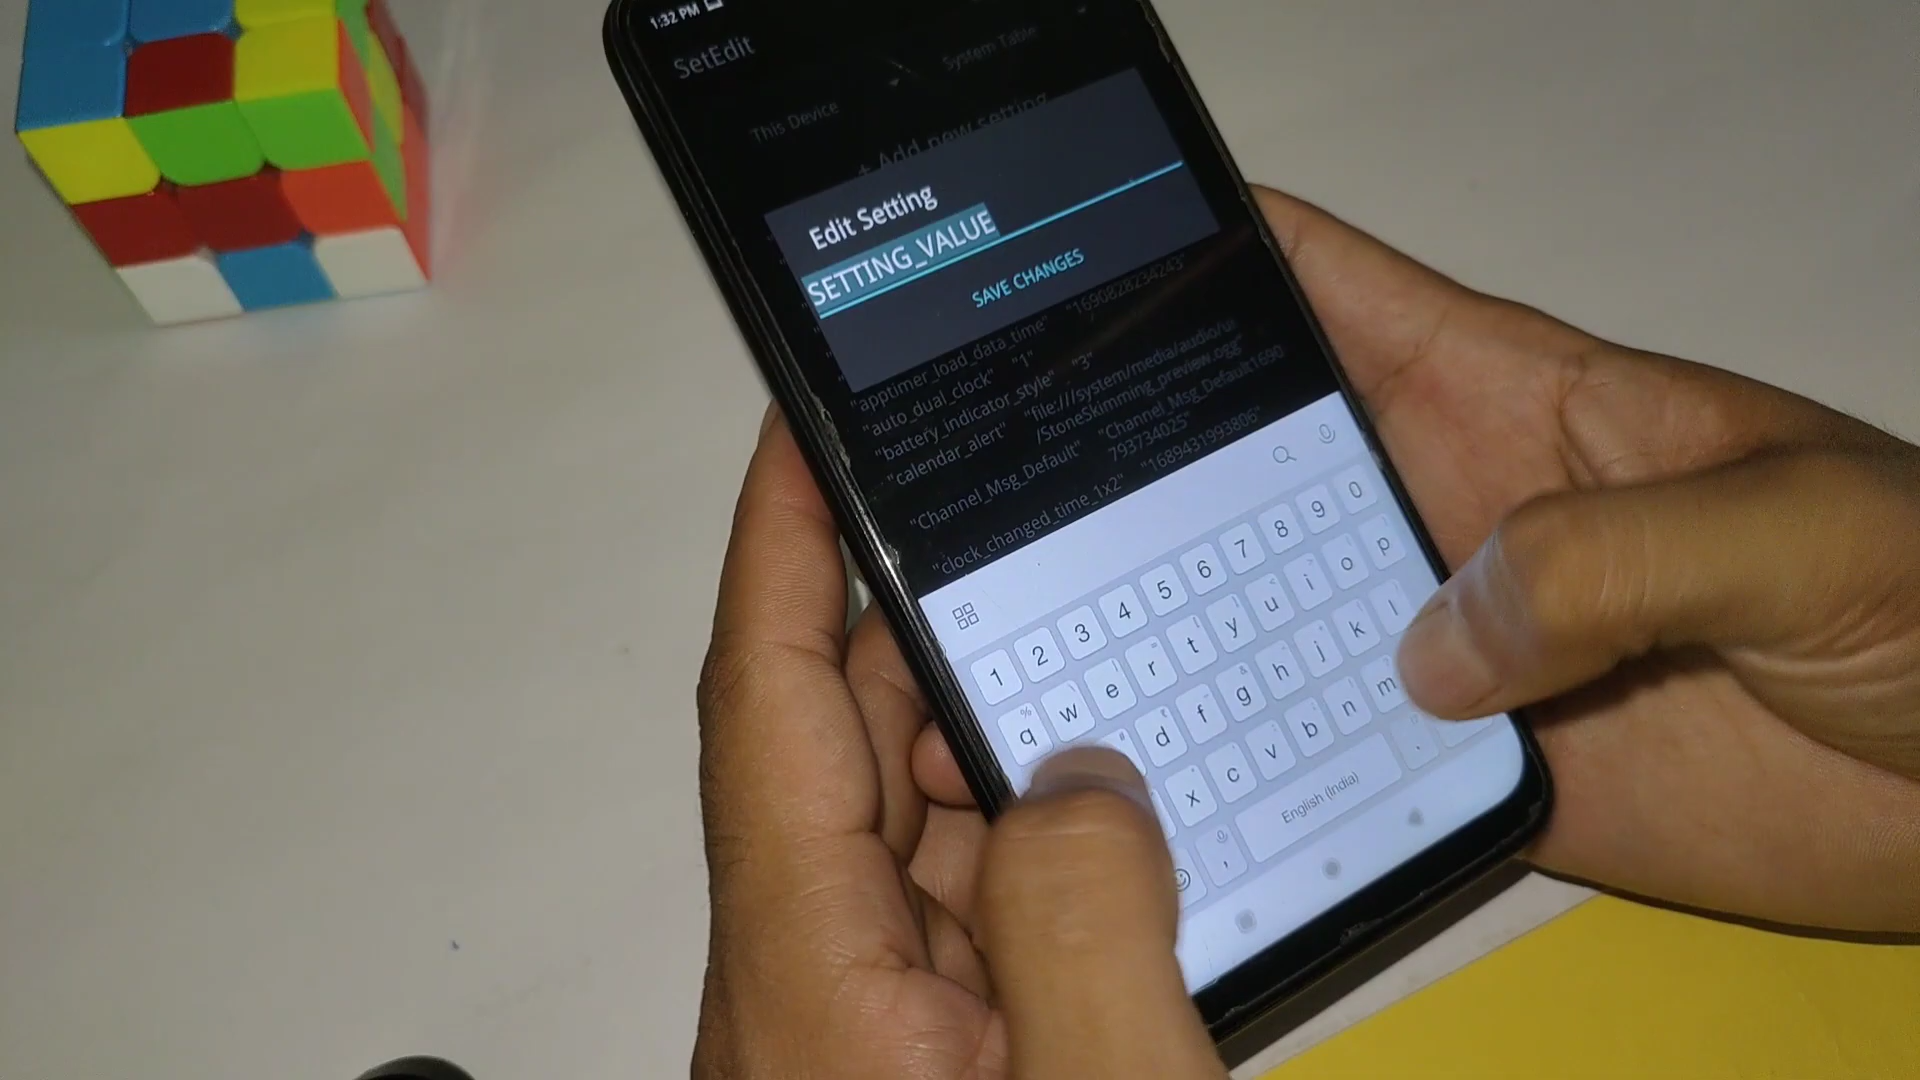 1:32 PM
SetEdit
This Device
System Table
+ Add new setting
Edit Setting
SETTING_VALUE
SAVE CHANGES
"apptimer_load_data_time" "1690828234243"
"auto_dual_clock" "1"
"battery_indicator_style" "3"
"calendar_alert" "file:///system/media/audio/ui
/StoneSkimming_preview.ogg"
"Channel_Msg_Default" "Channel_Msg_Default1690
793734025"
"clock_changed_time_1x2" "1689431993806"
1 2 3 4 5 6 7 8 9 0
q w e r t y u i o p
d f g h j k l
x c v b n m
, English (India) .